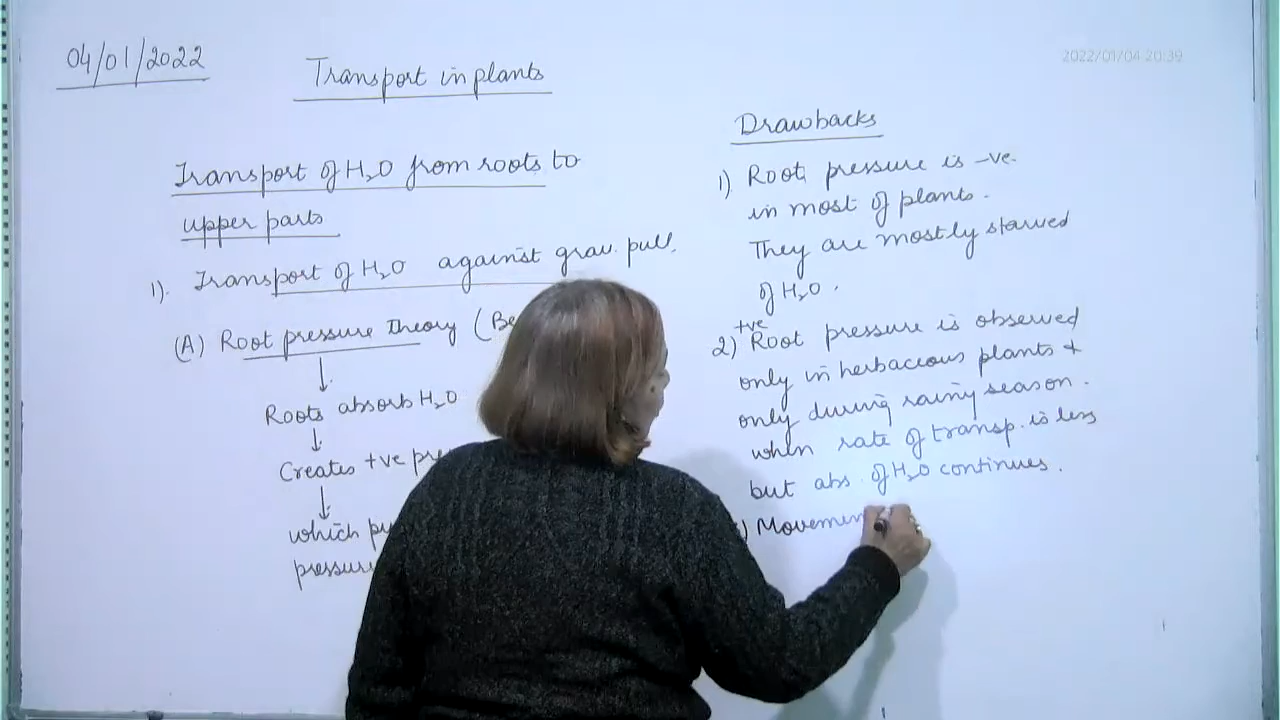 04/01/2022
2022/01/04 20:39
Transport in plants
Transport of H2O from roots to
upper parts
1). Transport of H2O against grav. pull.
(A) Root pressure Theory (
↓
Roots absorb H2O
↓
Creates +ve
↓
which
Drawbacks
1) Root pressure is -ve.
in most of plants.
They are mostly starved
of H2O.
2) +ve Root pressure is observed
only in herbaceous plants &
only during rainy season.
when rate of transp. is less
but abs. of H2O continues.
) Movemen